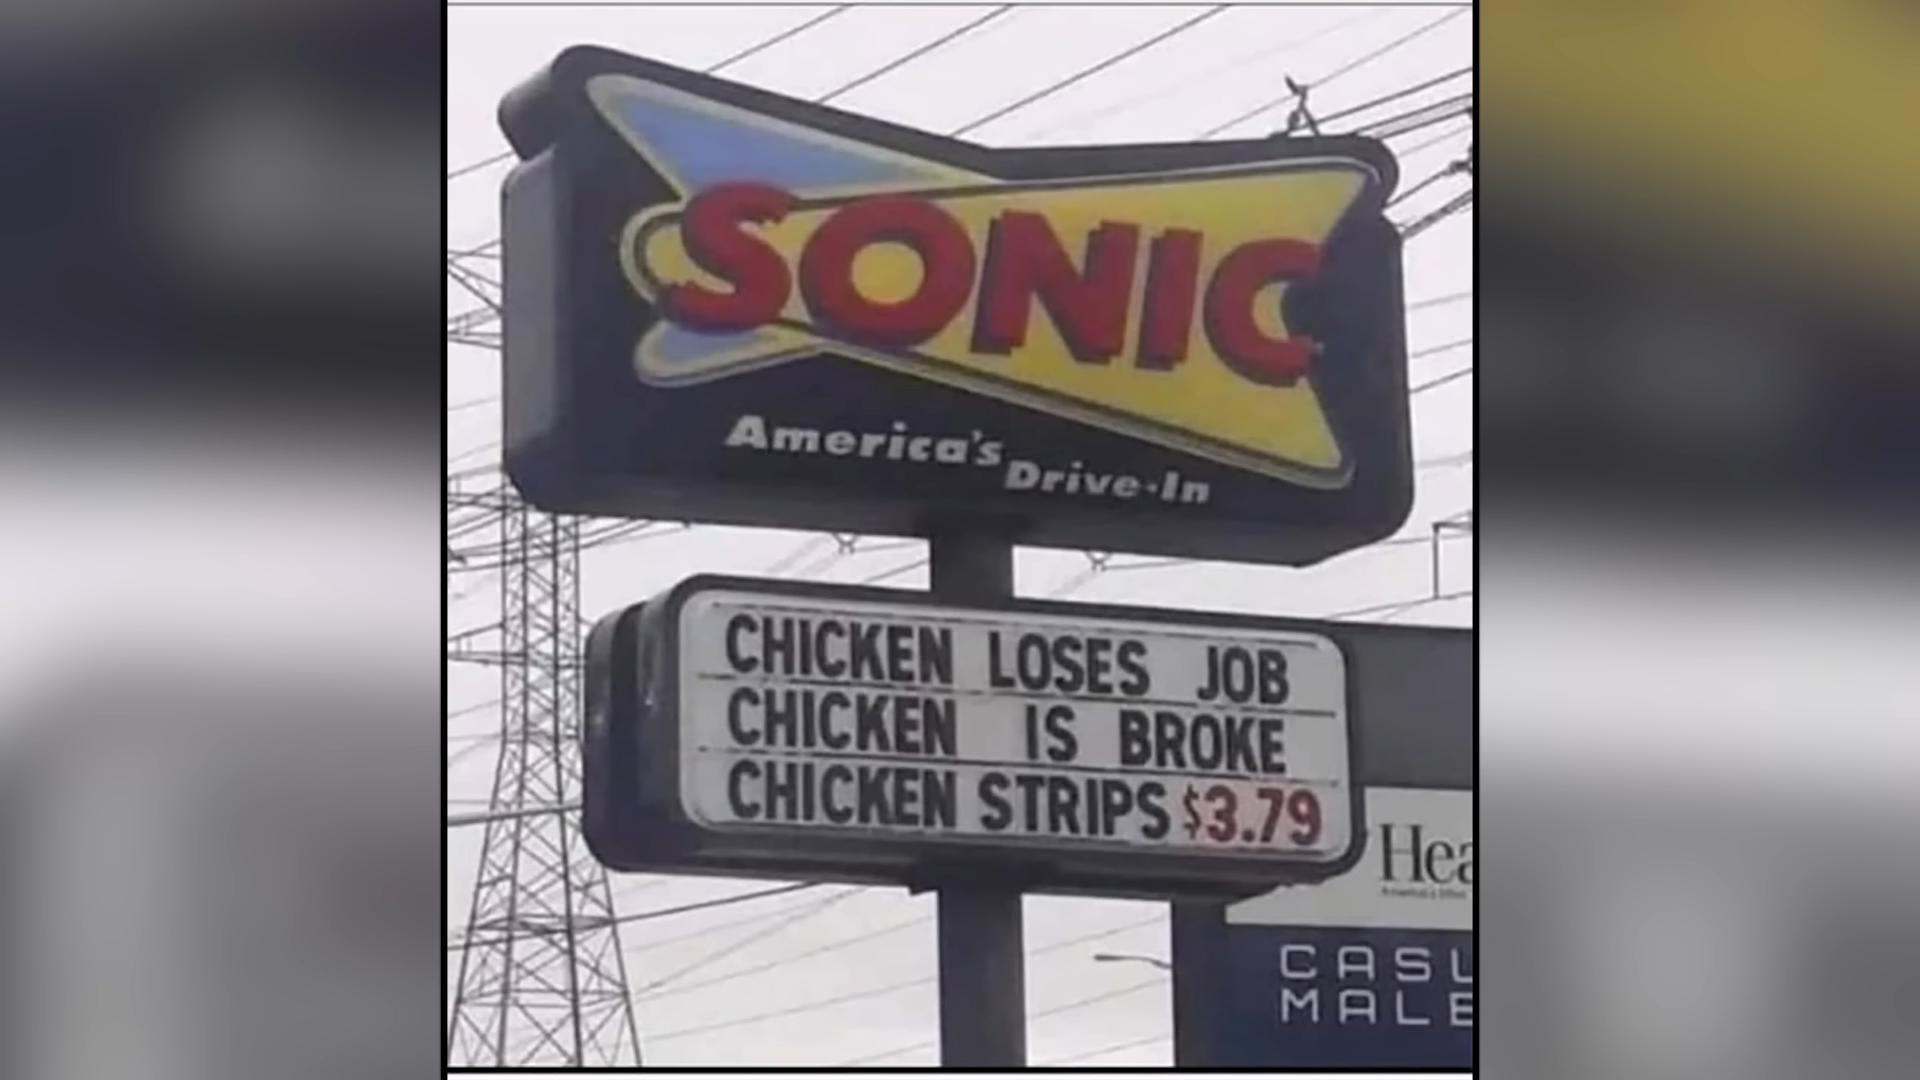 SONIC
America's
Drive-In
CHICKEN LOSES JOB
CHICKEN IS BROKE
CHICKEN STRIPS $3.79
Hea
CASU
MALE